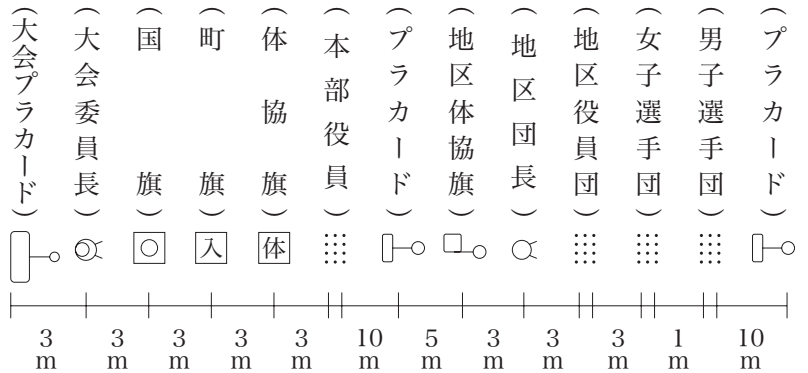 （大会プラカード）
（大会委員長）
（国旗）
（町旗）
（体協旗）
（本部役員）
（プラカード）
（地区体協旗）
（地区団長）
（地区役員団）
（女子選手団）
（男子選手団）
（プラカード）
入
体
3m
3m
3m
3m
3m
10m
5m
3m
3m
3m
1m
10m